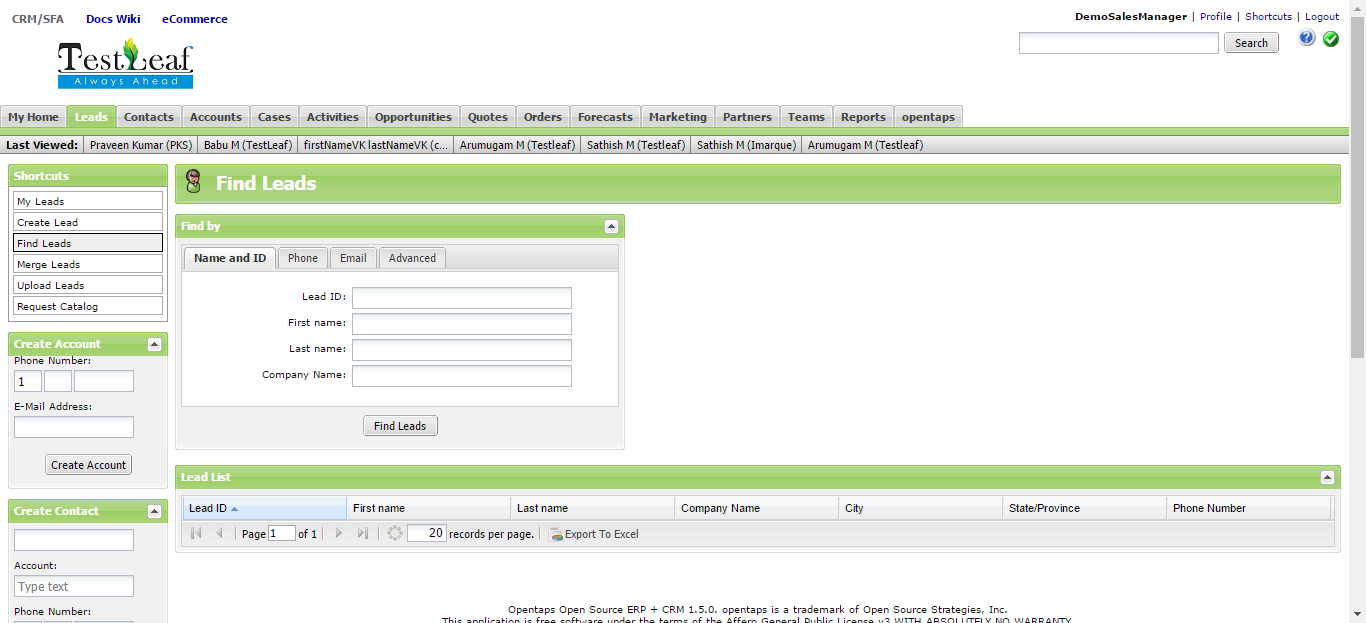 CRM/SFA Docs Wiki eCommerce
DemoSalesManager | Profile | Shortcuts | Logout
TestLeaf
Always Ahead
Search
My Home Leads Contacts Accounts Cases Activities Opportunities Quotes Orders Forecasts Marketing Partners Teams Reports opentaps
Last Viewed: Praveen Kumar (PKS) Babu M (TestLeaf) firstNameVK lastNameVK (c... Arumugam M (Testleaf) Sathish M (Testleaf) Sathish M (Imarque) Arumugam M (Testleaf)
Shortcuts
My Leads
Create Lead
Find Leads
Merge Leads
Upload Leads
Request Catalog
Create Account
Phone Number:
1
E-Mail Address:
Create Account
Create Contact
Account:
Type text
Phone Number:
Find Leads
Find by
Name and ID Phone Email Advanced
Lead ID:
First name:
Last name:
Company Name:
Find Leads
Lead List
Lead ID First name Last name Company Name City State/Province Phone Number
Page 1 of 1 20 records per page. Export To Excel
Opentaps Open Source ERP + CRM 1.5.0. opentaps is a trademark of Open Source Strategies, Inc.
This application is free software under the terms of the Affero General Public License v3 WITH ABSOLUTELY NO WARRANTY